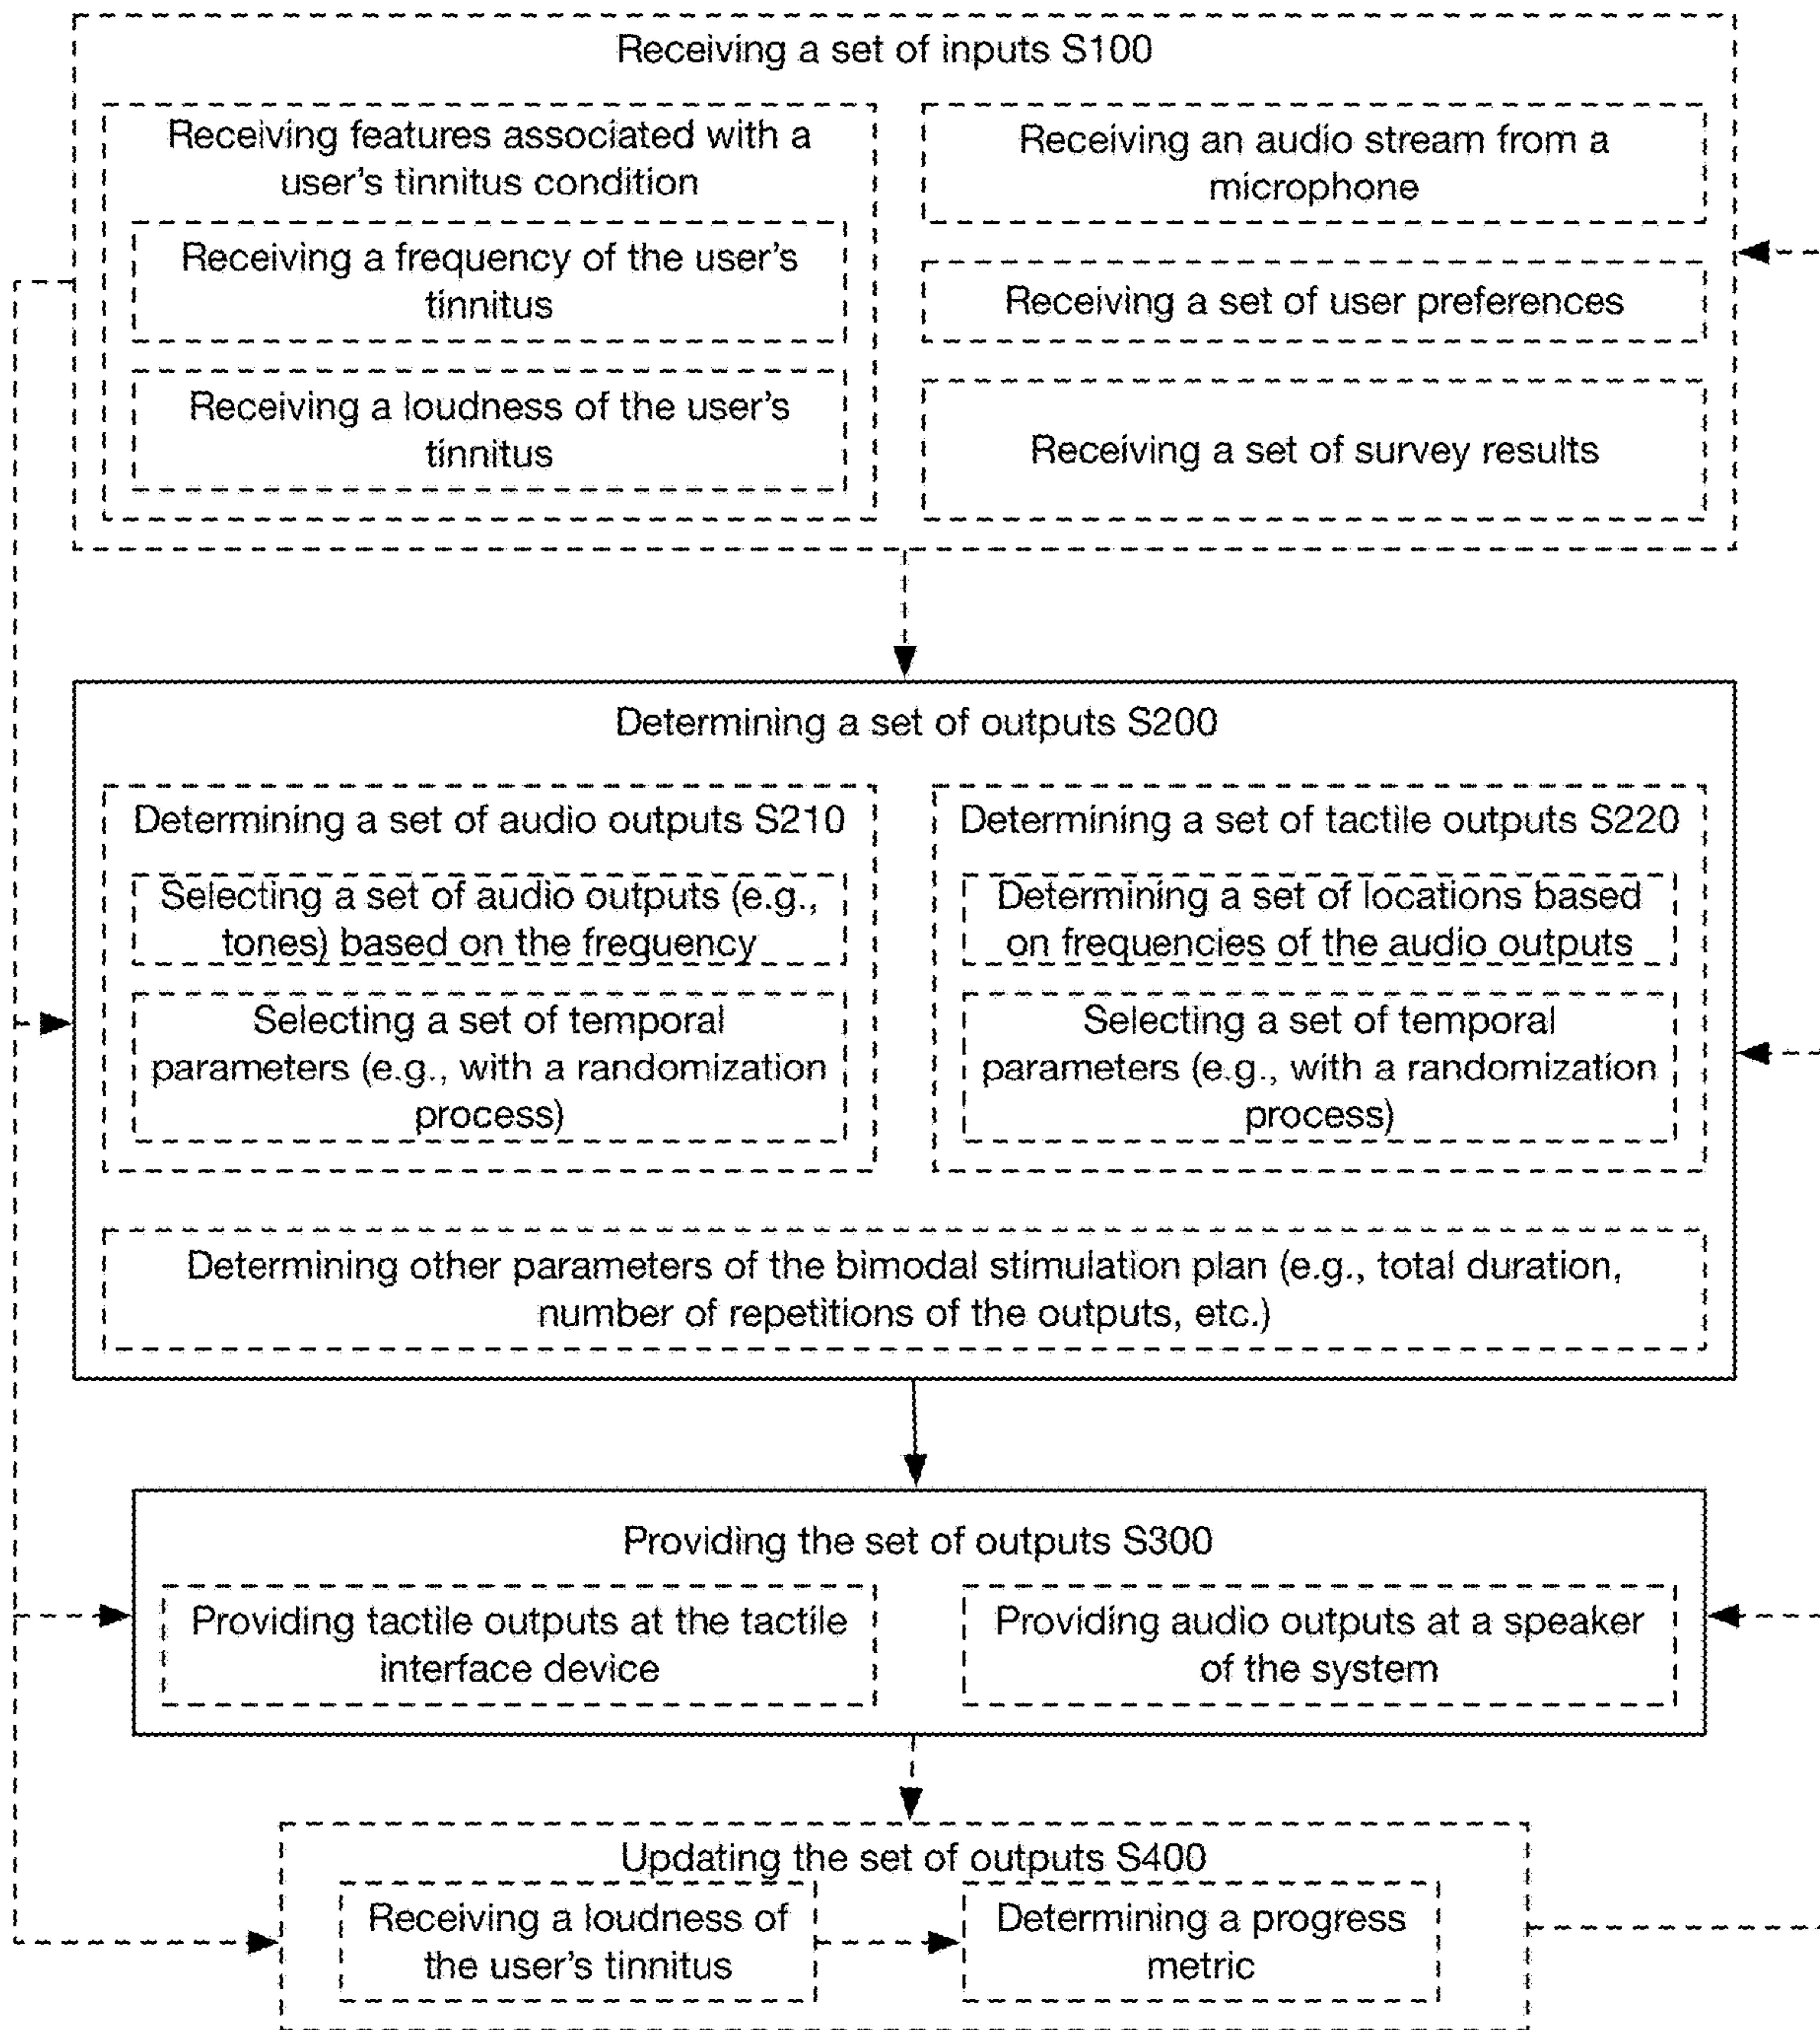 Receiving a set of inputs S100
Receiving features associated with a
user's tinnitus condition
Receiving a frequency of the user's
tinnitus
Receiving a loudness of the user's
tinnitus
Receiving an audio stream from a
microphone
Receiving a set of user preferences
Receiving a set of survey results
Determining a set of outputs S200
Determining a set of audio outputs S210
Selecting a set of audio outputs (e.g.,
tones) based on the frequency
Selecting a set of temporal
parameters (e.g., with a randomization
process)
Determining a set of tactile outputs S220
Determining a set of locations based
on frequencies of the audio outputs
Selecting a set of temporal
parameters (e.g., with a randomization
process)
Determining other parameters of the bimodal stimulation plan (e.g., total duration,
number of repetitions of the outputs, etc.)
Providing the set of outputs S300
Providing tactile outputs at the tactile
interface device
Providing audio outputs at a speaker
of the system
Updating the set of outputs S400
Receiving a loudness of
the user's tinnitus
Determining a progress
metric